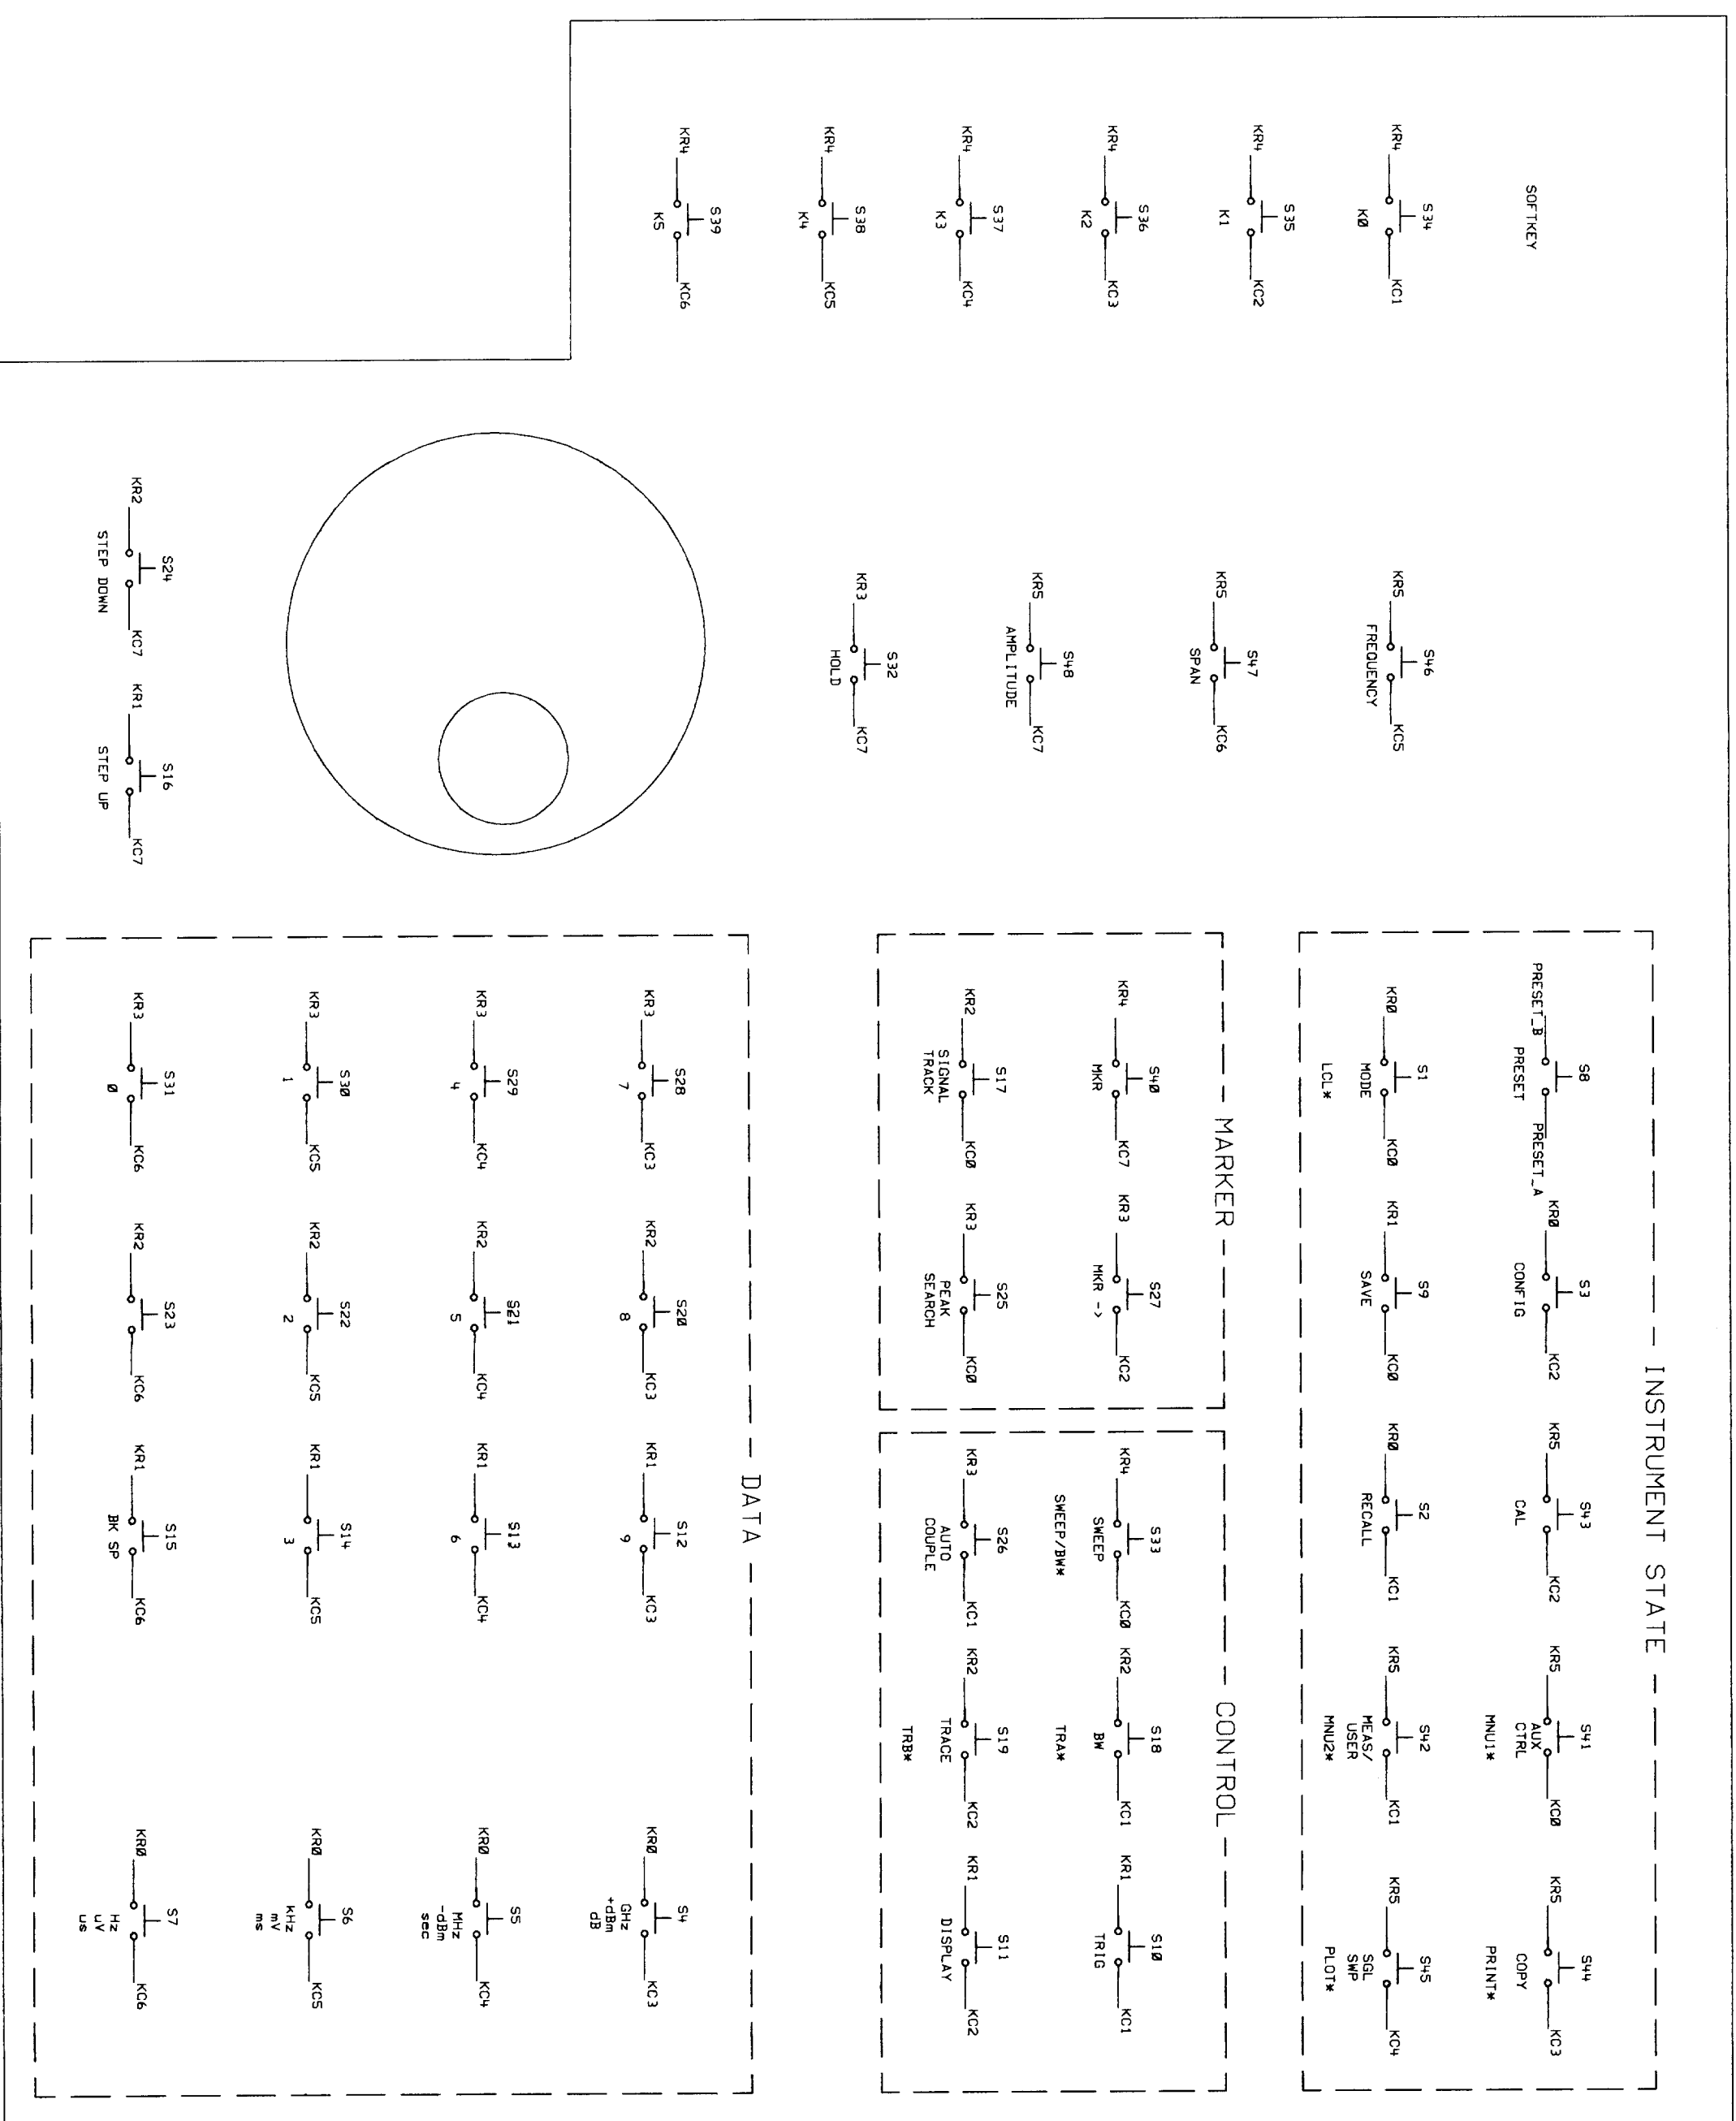 SOFTKEY
KR4
S34
K0
KC1
KR4
S35
K1
KC2
KR4
S36
K2
KC3
KR4
S37
K3
KC4
KR4
S38
K4
KC5
KR4
S39
K5
KC6
KR5
S46
FREQUENCY
KC5
KR5
S47
SPAN
KC6
KR5
S48
AMPLITUDE
KC7
KR3
S32
HOLD
KC7
KR2
S24
STEP DOWN
KC7
KR1
S16
STEP UP
KC7
INSTRUMENT STATE
PRESET_B
S8
PRESET
PRESET_A
KR0
S3
CONFIG
KC2
KR5
S43
CAL
KC2
KR5
S41
AUX
CTRL
MNU1*
KC0
KR5
S44
COPY
PRINT*
KC3
KR0
S1
MODE
LCL*
KC0
KR1
S9
SAVE
KC0
KR0
S2
RECALL
KC1
KR5
S42
MEAS/
USER
MNU2*
KC1
KR5
S45
SGL
SWP
PLOT*
KC4
MARKER
KR4
S40
MKR
KC7
KR3
S27
MKR ->
KC2
KR2
S17
SIGNAL
TRACK
KC0
KR3
S25
PEAK
SEARCH
KC0
CONTROL
KR4
S33
SWEEP
SWEEP/BW*
KC0
KR2
S18
BW
TRA*
KC1
KR1
S10
TRIG
KC1
KR3
S26
AUTO
COUPLE
KC1
KR2
S19
TRACE
TRB*
KC2
KR1
S11
DISPLAY
KC2
DATA
KR3
S28
7
KC3
KR2
S20
8
KC3
KR1
S12
9
KC3
KR0
S4
GHz
+dBm
dB
KC3
KR3
S29
4
KC4
KR2
S21
5
KC4
KR1
S13
6
KC4
KR0
S5
MHz
-dBm
sec
KC4
KR3
S30
1
KC5
KR2
S22
2
KC5
KR1
S14
3
KC5
KR0
S6
kHz
mV
ms
KC5
KR3
S31
0
KC6
KR2
S23
.
KC6
KR1
S15
BK SP
KC6
KR0
S7
Hz
uV
us
KC6